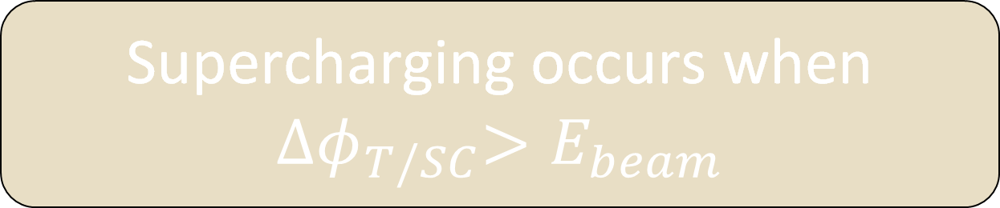 Supercharging occurs when
Δϕ_{T/SC} > E_{beam}